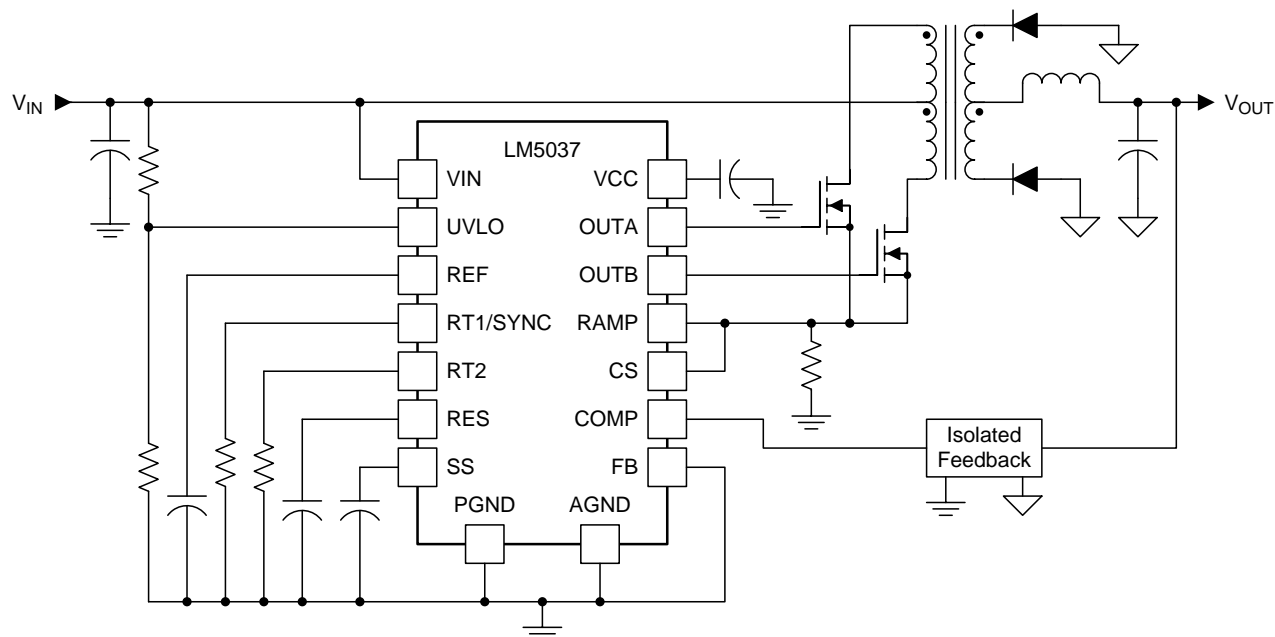 V_IN
V_OUT
LM5037
VIN
UVLO
REF
RT1/SYNC
RT2
RES
SS
VCC
OUTA
OUTB
RAMP
CS
COMP
FB
PGND
AGND
Isolated
Feedback